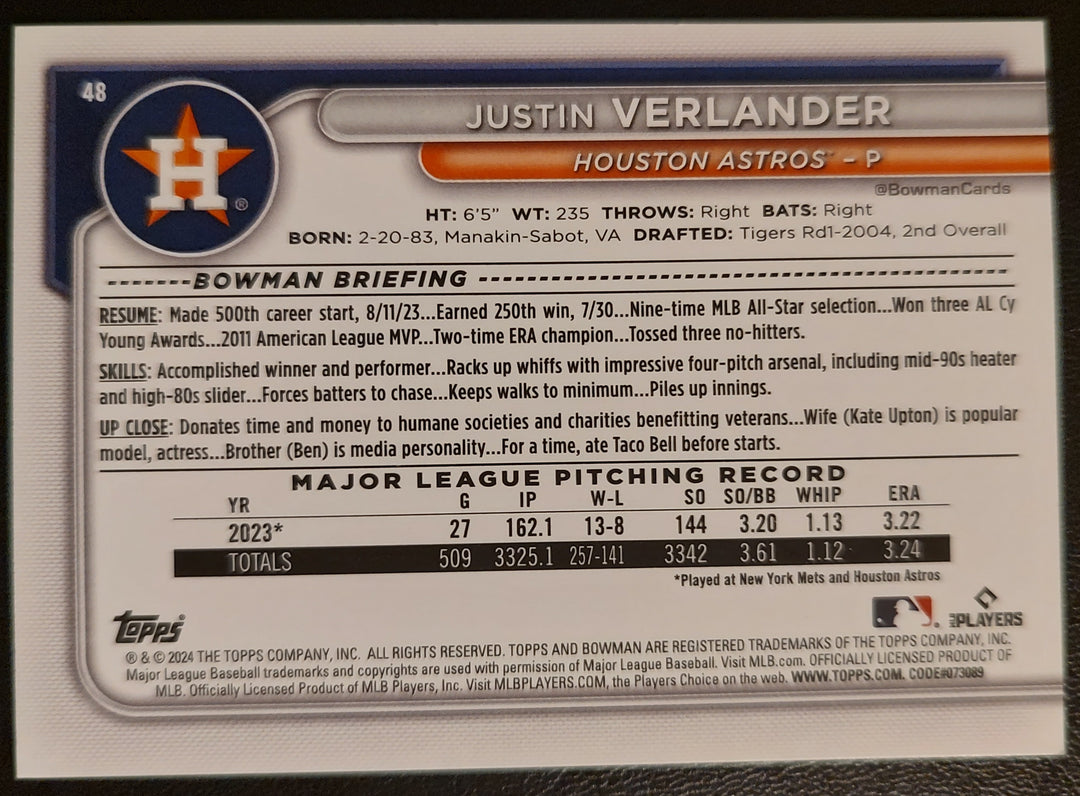 48
H ®
JUSTIN VERLANDER
HOUSTON ASTROS™ – P
@BowmanCards
HT: 6'5" WT: 235 THROWS: Right BATS: Right
BORN: 2-20-83, Manakin-Sabot, VA DRAFTED: Tigers Rd1-2004, 2nd Overall
BOWMAN BRIEFING
RESUME: Made 500th career start, 8/11/23...Earned 250th win, 7/30...Nine-time MLB All-Star selection...Won three AL Cy
Young Awards...2011 American League MVP...Two-time ERA champion...Tossed three no-hitters.
SKILLS: Accomplished winner and performer...Racks up whiffs with impressive four-pitch arsenal, including mid-90s heater
and high-80s slider...Forces batters to chase...Keeps walks to minimum...Piles up innings.
UP CLOSE: Donates time and money to humane societies and charities benefitting veterans...Wife (Kate Upton) is popular
model, actress...Brother (Ben) is media personality...For a time, ate Taco Bell before starts.
MAJOR LEAGUE PITCHING RECORD
YR G IP W-L SO SO/BB WHIP ERA
2023* 27 162.1 13-8 144 3.20 1.13 3.22
TOTALS 509 3325.1 257-141 3342 3.61 1.12 3.24
*Played at New York Mets and Houston Astros
Topps® PLAYERS
® & © 2024 THE TOPPS COMPANY, INC. ALL RIGHTS RESERVED. TOPPS AND BOWMAN ARE REGISTERED TRADEMARKS OF THE TOPPS COMPANY, INC.
Major League Baseball trademarks and copyrights are used with permission of Major League Baseball. Visit MLB.com. OFFICIALLY LICENSED PRODUCT OF
MLB. Officially Licensed Product of MLB Players, Inc. Visit MLBPLAYERS.COM, the Players Choice on the web. WWW.TOPPS.COM. CODE#073089